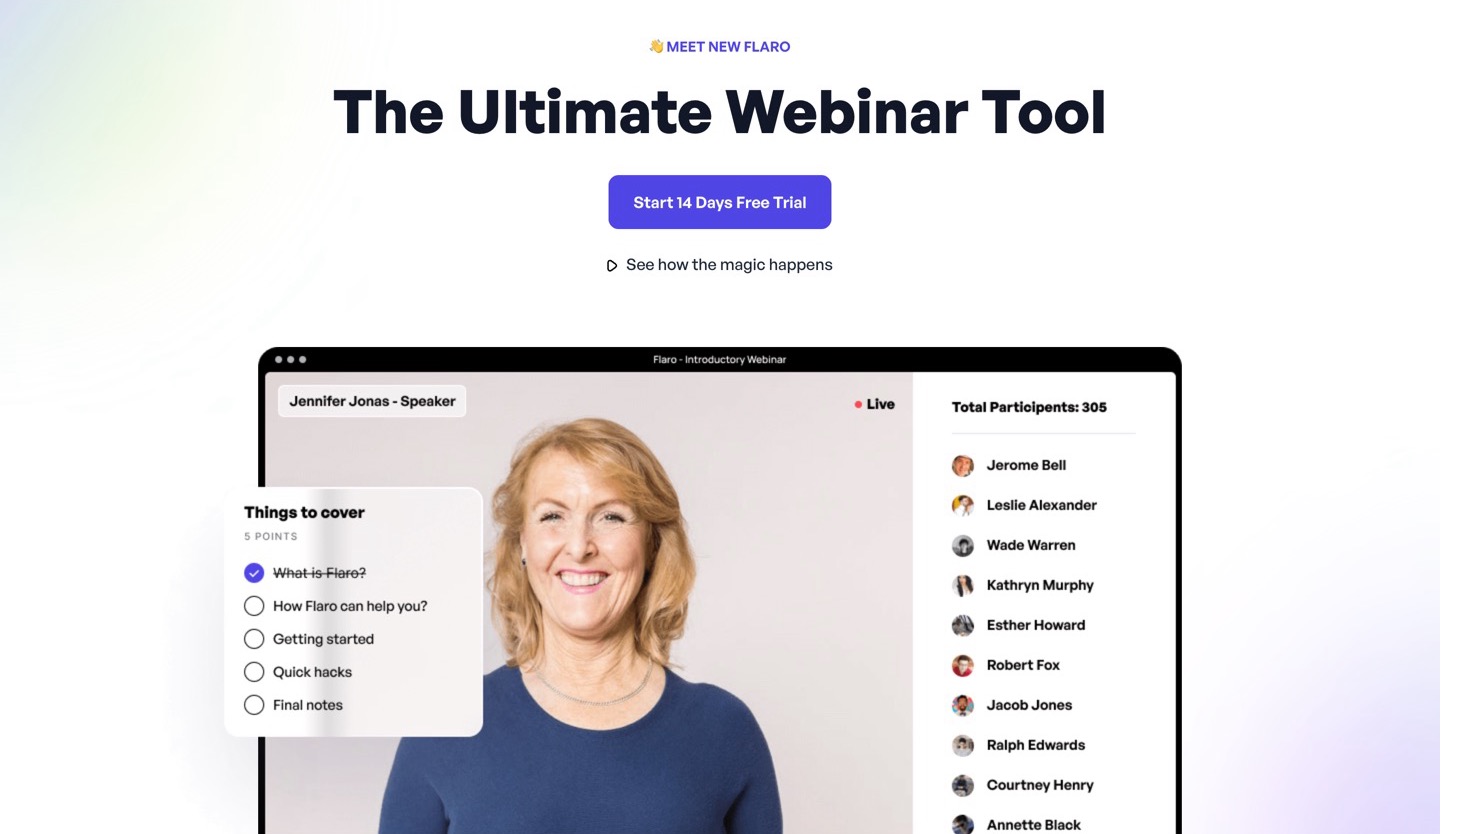 👋 MEET NEW FLARO
The Ultimate Webinar Tool
Start 14 Days Free Trial
See how the magic happens
Flaro - Introductory Webinar
Jennifer Jonas - Speaker
Live
Things to cover
5 POINTS
What is Flaro?
How Flaro can help you?
Getting started
Quick hacks
Final notes
Total Participants: 305
Jerome Bell
Leslie Alexander
Wade Warren
Kathryn Murphy
Esther Howard
Robert Fox
Jacob Jones
Ralph Edwards
Courtney Henry
Annette Black